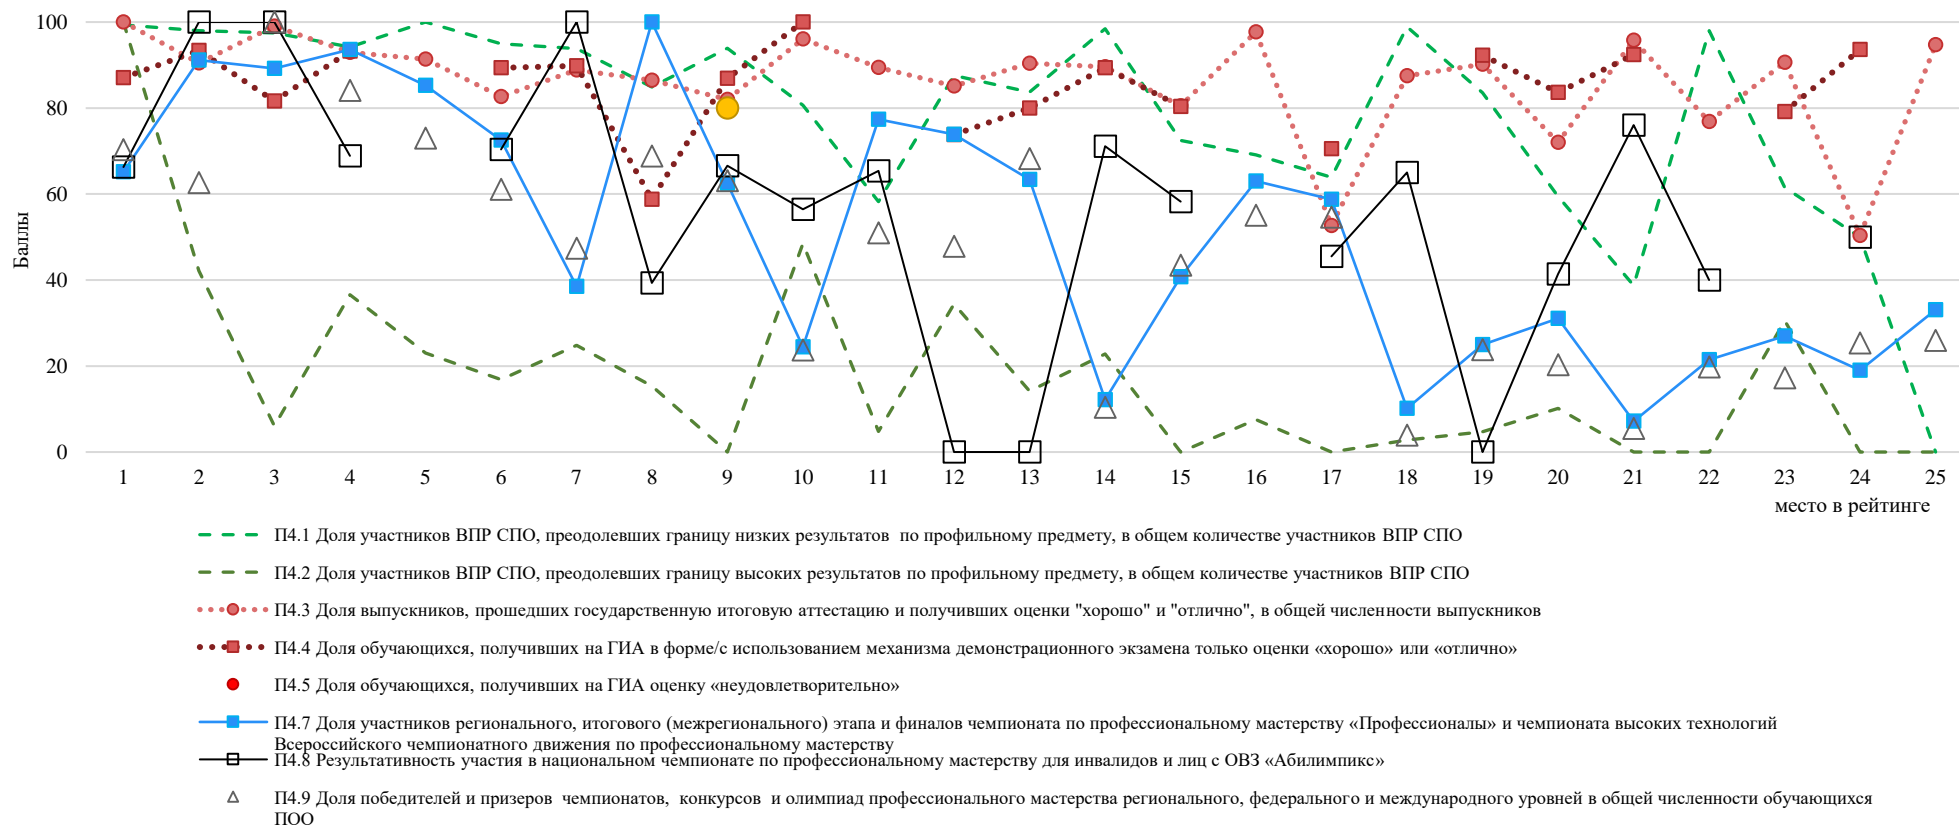 100
80
60
40
20
0
Баллы
1 2 3 4 5 6 7 8 9 10 11 12 13 14 15 16 17 18 19 20 21 22 23 24 25
место в рейтинге
П4.1 Доля участников ВПР СПО, преодолевших границу низких результатов по профильному предмету, в общем количестве участников ВПР СПО
П4.2 Доля участников ВПР СПО, преодолевших границу высоких результатов по профильному предмету, в общем количестве участников ВПР СПО
П4.3 Доля выпускников, прошедших государственную итоговую аттестацию и получивших оценки "хорошо" и "отлично", в общей численности выпускников
П4.4 Доля обучающихся, получивших на ГИА в форме/с использованием механизма демонстрационного экзамена только оценки «хорошо» или «отлично»
П4.5 Доля обучающихся, получивших на ГИА оценку «неудовлетворительно»
П4.7 Доля участников регионального, итогового (межрегионального) этапа и финалов чемпионата по профессиональному мастерству «Профессионалы» и чемпионата высоких технологий
Всероссийского чемпионатного движения по профессиональному мастерству
П4.8 Результативность участия в национальном чемпионате по профессиональному мастерству для инвалидов и лиц с ОВЗ «Абилимпикс»
П4.9 Доля победителей и призеров чемпионатов, конкурсов и олимпиад профессионального мастерства регионального, федерального и международного уровней в общей численности обучающихся
ПОО